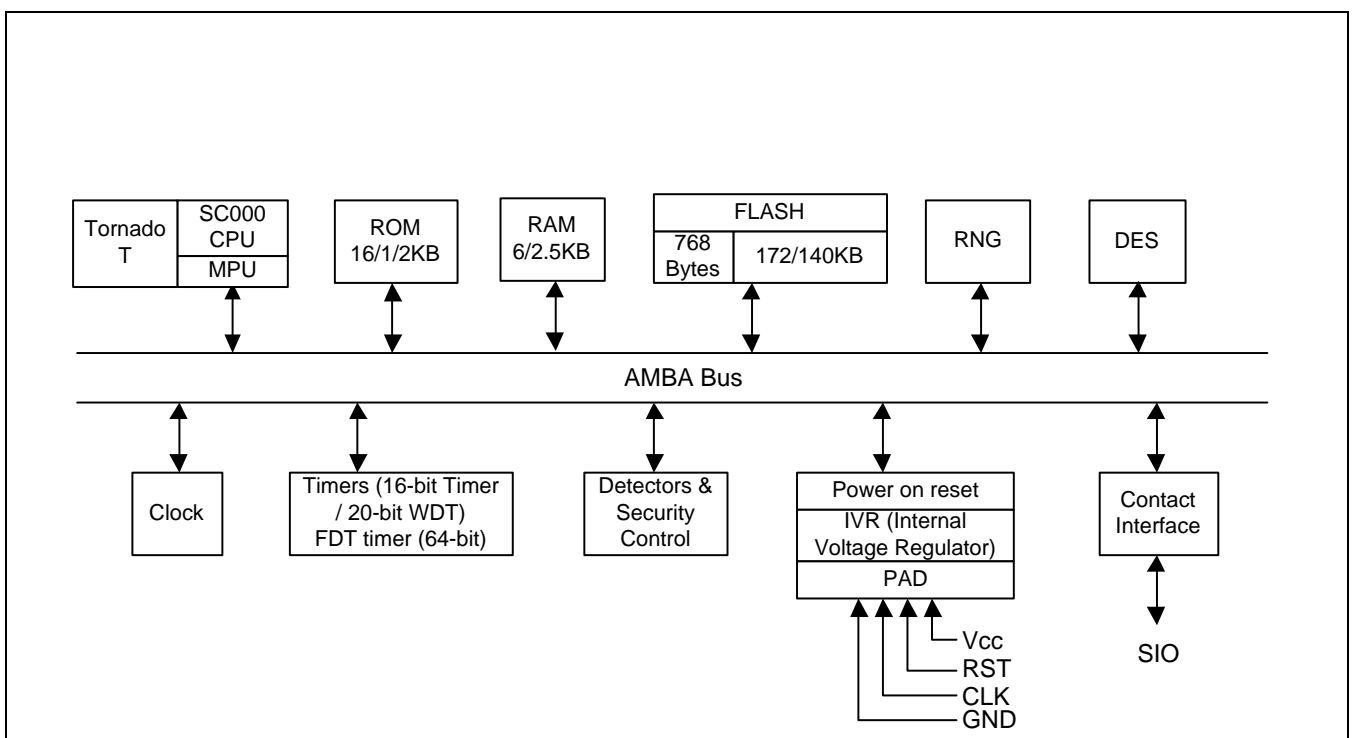 Tornado
T
SC000
CPU
MPU
ROM
16/1/2KB
RAM
6/2.5KB
FLASH
768
Bytes
172/140KB
RNG
DES
AMBA Bus
Clock
Timers (16-bit Timer
/ 20-bit WDT)
FDT timer (64-bit)
Detectors &
Security
Control
Power on reset
IVR (Internal
Voltage Regulator)
PAD
Contact
Interface
Vcc
RST
CLK
GND
SIO